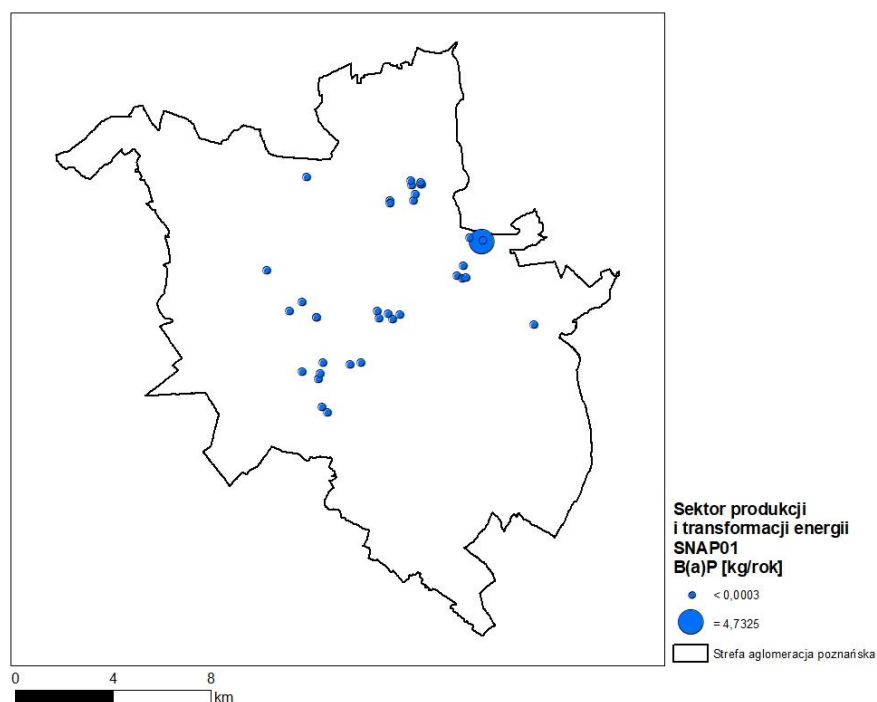 Sektor produkcji
i transformacji energii
SNAP01
B(a)P [kg/rok]
< 0,0003
= 4,7325
Strefa aglomeracja poznańska
0 4 8
km